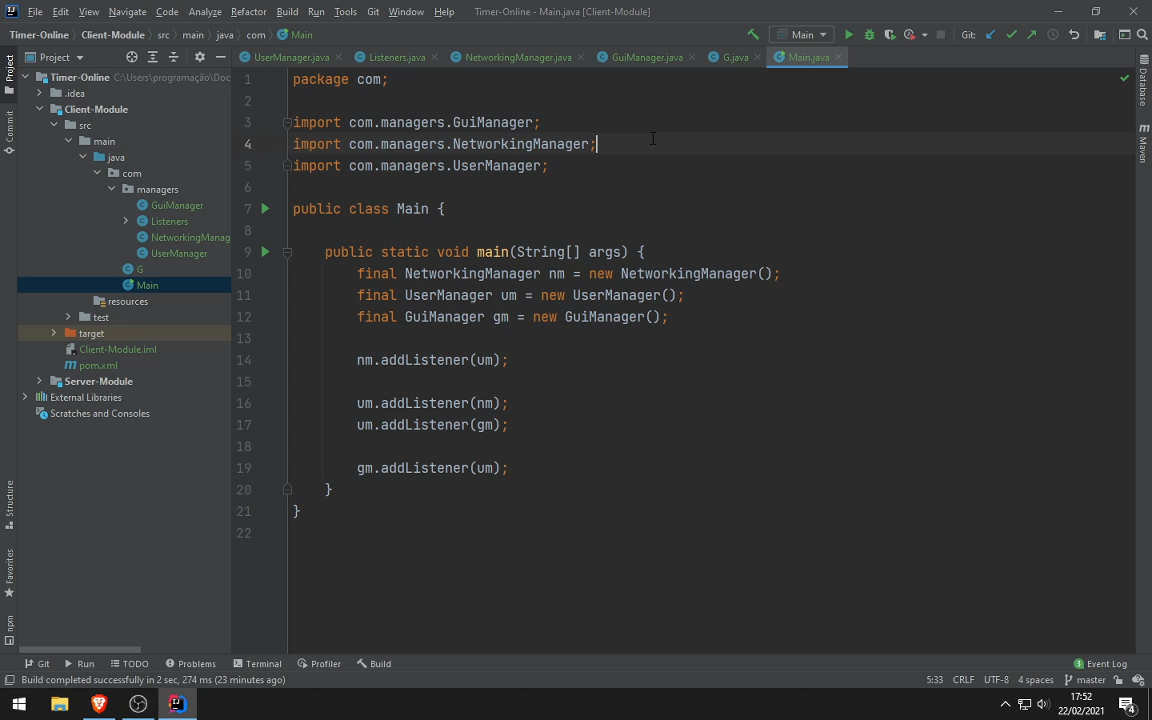 File Edit View Navigate Code Analyze Refactor Build Run Tools Git Window Help Timer-Online - Main.java [Client-Module]
Timer-Online Client-Module src main java com Main
Main Git:
Project
UserManager.java Listeners.java NetworkingManager.java GuiManager.java G.java Main.java
Timer-Online C:\Users\programação\Doc
.idea
Client-Module
src
main
java
com
managers
GuiManager
Listeners
NetworkingManag
UserManager
G
Main
resources
test
target
Client-Module.iml
pom.xml
Server-Module
External Libraries
Scratches and Consoles
Project
Commit
Structure
Favorites
npm
1 package com;
2
3 import com.managers.GuiManager;
4 import com.managers.NetworkingManager;
5 import com.managers.UserManager;
6
7 public class Main {
8
9 public static void main(String[] args) {
10 final NetworkingManager nm = new NetworkingManager();
11 final UserManager um = new UserManager();
12 final GuiManager gm = new GuiManager();
13
14 nm.addListener(um);
15
16 um.addListener(nm);
17 um.addListener(gm);
18
19 gm.addListener(um);
20 }
21 }
22
Database
Maven
Git Run TODO Problems Terminal Profiler Build 3 Event Log
Build completed successfully in 2 sec, 274 ms (23 minutes ago) 5:33 CRLF UTF-8 4 spaces master
17:52
22/02/2021
4